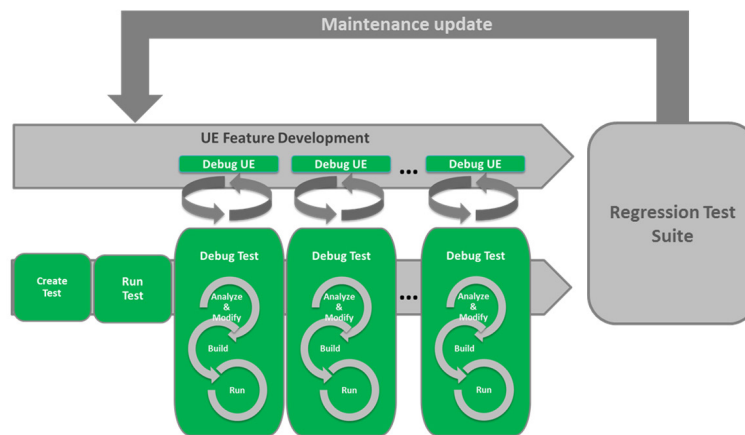 Maintenance update
UE Feature Development
Debug UE
Debug UE
...
Debug UE
Regression Test
Suite
Create
Test
Run
Test
Debug Test
Analyze
&
Modify
Build
Run
Debug Test
Analyze
&
Modify
Build
Run
...
Debug Test
Analyze
&
Modify
Build
Run